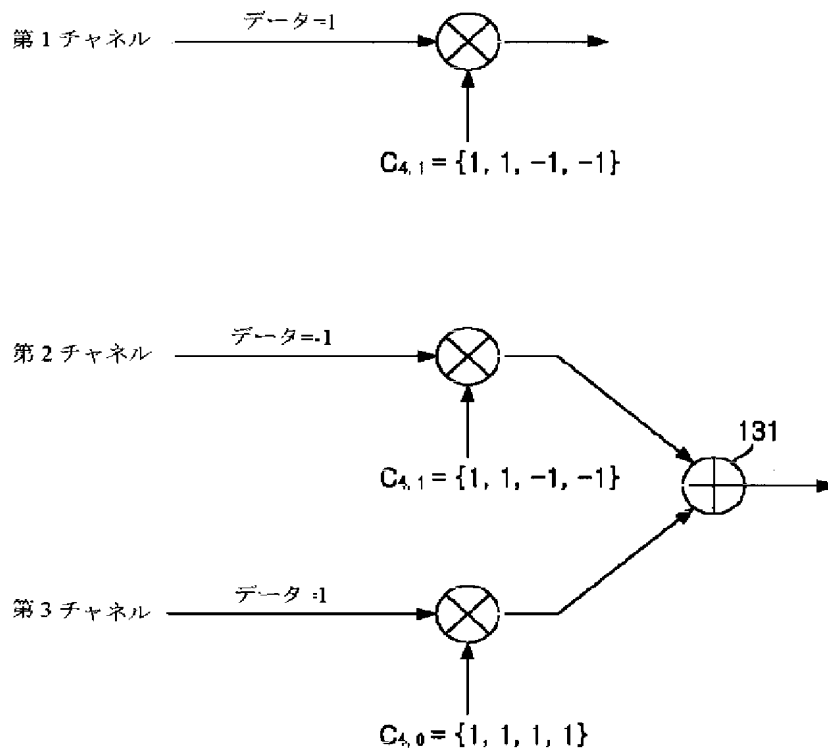 データ=1
第1チャネル
C4, 1 = {1, 1, -1, -1}
データ=-1
第2チャネル
131
C4, 1 = {1, 1, -1, -1}
データ=1
第3チャネル
C4, 0 = {1, 1, 1, 1}